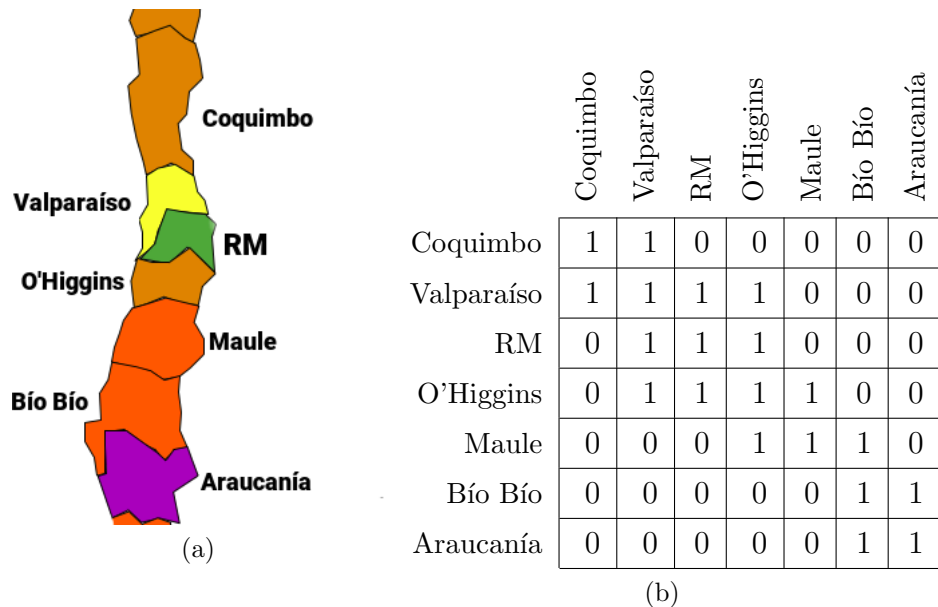 Coquimbo
Valparaíso
RM
O'Higgins
Maule
Bío Bío
Araucanía
(a)
Coquimbo Valparaíso RM O'Higgins Maule Bío Bío Araucanía
Coquimbo 1 1 0 0 0 0 0
Valparaíso 1 1 1 1 0 0 0
RM 0 1 1 1 0 0 0
O'Higgins 0 1 1 1 1 0 0
Maule 0 0 0 1 1 1 0
Bío Bío 0 0 0 0 0 1 1
Araucanía 0 0 0 0 0 1 1
(b)